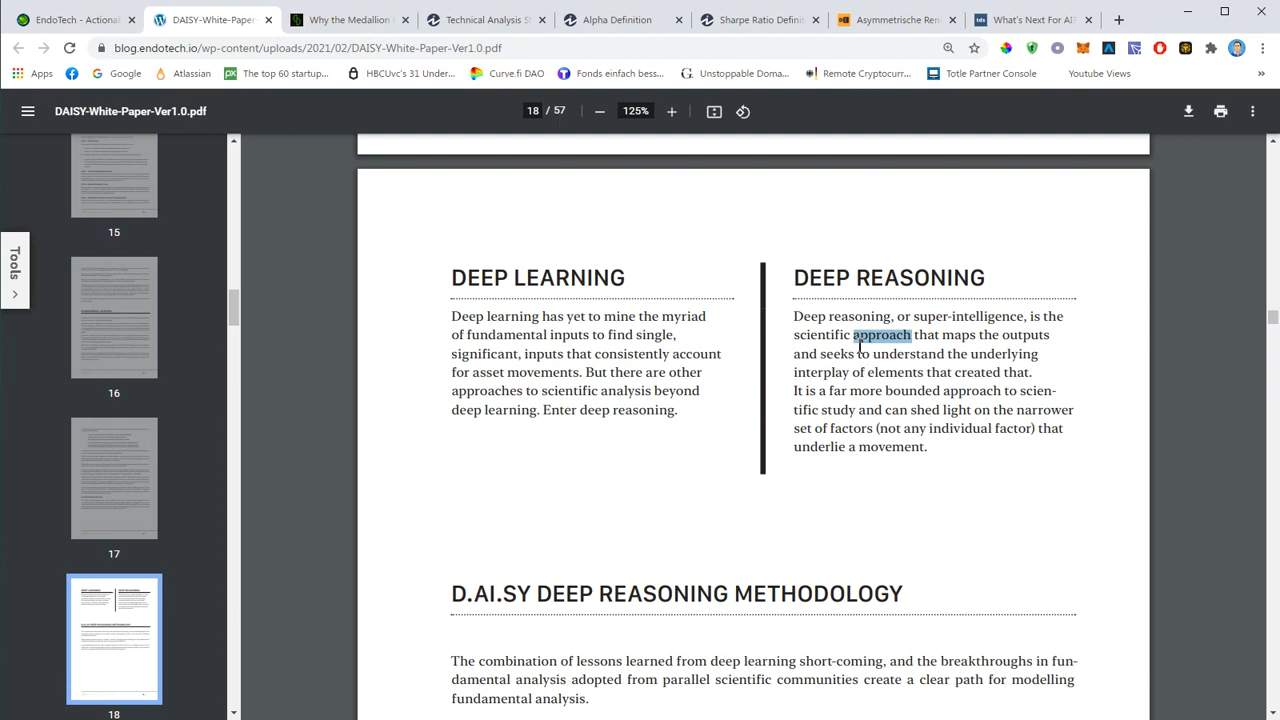 EndoTech - Actiona
DAISY-White-Paper-
Why the Medallion
Technical Analysis S
Alpha Definition
Sharpe Ratio Defini
Asymmetrische Ren
What's Next For AI
blog.endotech.io/wp-content/uploads/2021/02/DAISY-White-Paper-Ver1.0.pdf
Apps
Google
Atlassian
The top 60 startup...
HBCUvc's 31 Under...
Curve.fi DAO
Fonds einfach bess...
Unstoppable Doma...
Remote Cryptocurr...
Totle Partner Console
Youtube Views
»
DAISY-White-Paper-Ver1.0.pdf
18 / 57
125%
Tools
15
16
17
18
DEEP LEARNING
Deep learning has yet to mine the myriad
of fundamental inputs to find single,
significant, inputs that consistently account
for asset movements. But there are other
approaches to scientific analysis beyond
deep learning. Enter deep reasoning.
DEEP REASONING
Deep reasoning, or super-intelligence, is the
scientific approach that maps the outputs
and seeks to understand the underlying
interplay of elements that created that.
It is a far more bounded approach to scien-
tific study and can shed light on the narrower
set of factors (not any individual factor) that
underlie a movement.
D.AI.SY DEEP REASONING METHODOLOGY
The combination of lessons learned from deep learning short-coming, and the breakthroughs in fun-
damental analysis adopted from parallel scientific communities create a clear path for modelling
fundamental analysis.